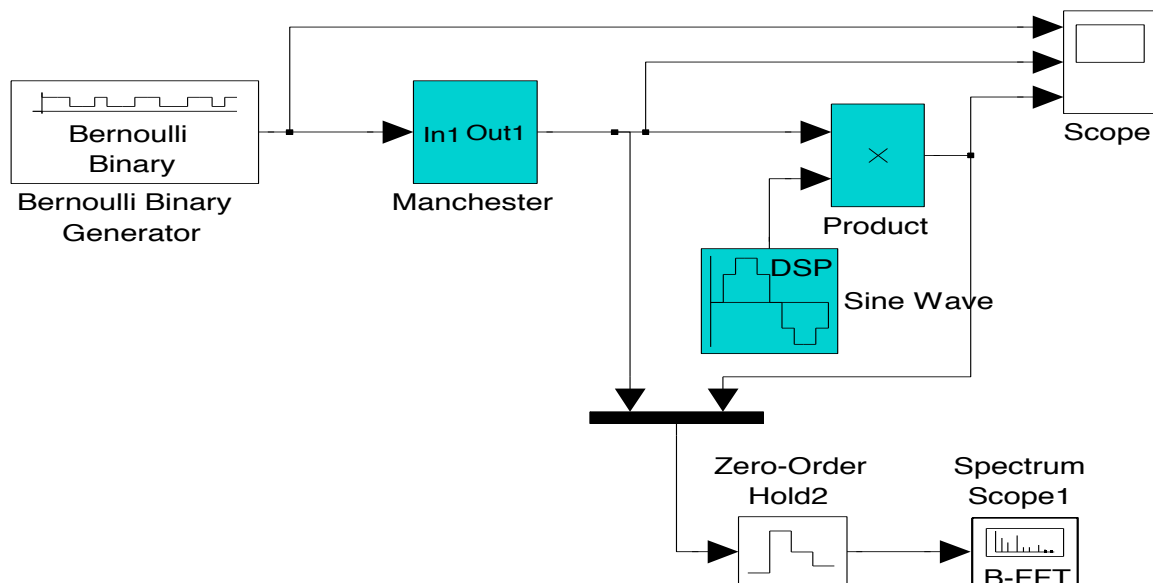 Bernoulli
Binary
Bernoulli Binary
Generator
In1 Out1
Manchester
Product
Scope
DSP
Sine Wave
Zero-Order
Hold2
Spectrum
Scope1
B-FFT